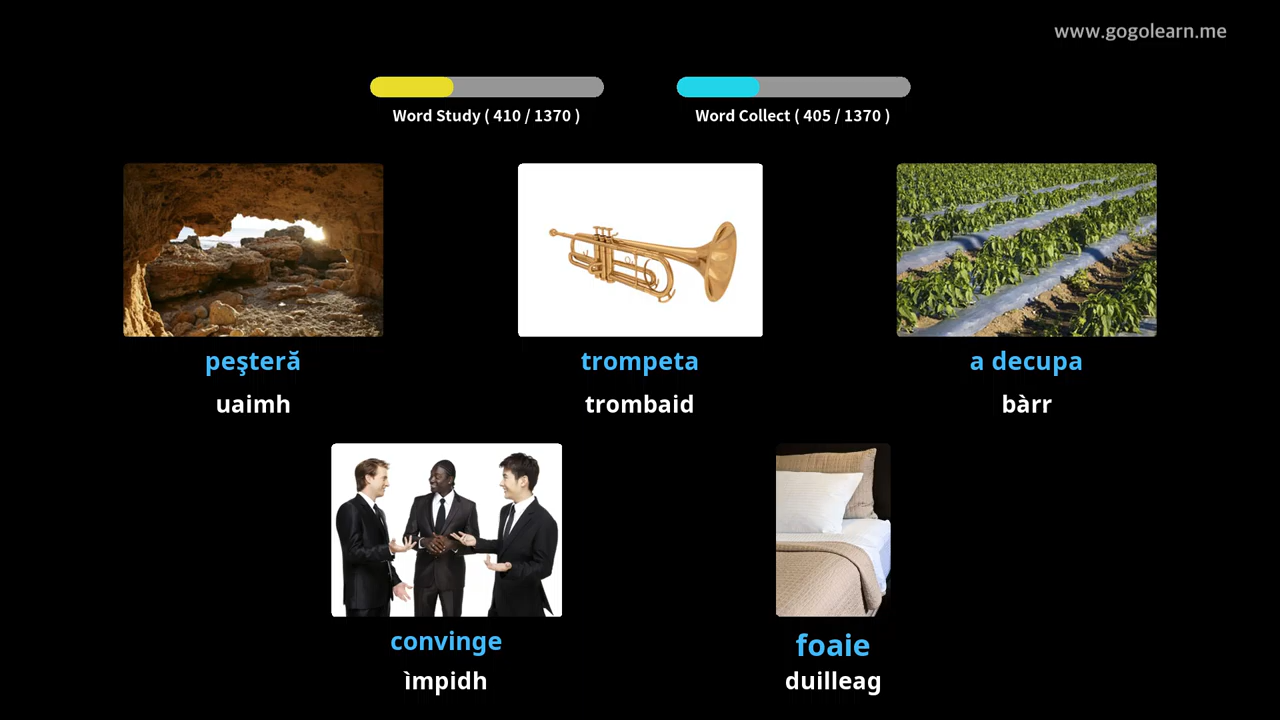 www.gogolearn.me
Word Study ( 410 / 1370 )
Word Collect ( 405 / 1370 )
peşteră
trompeta
a decupa
uaimh
trombaid
bàrr
convinge
foaie
ìmpidh
duilleag